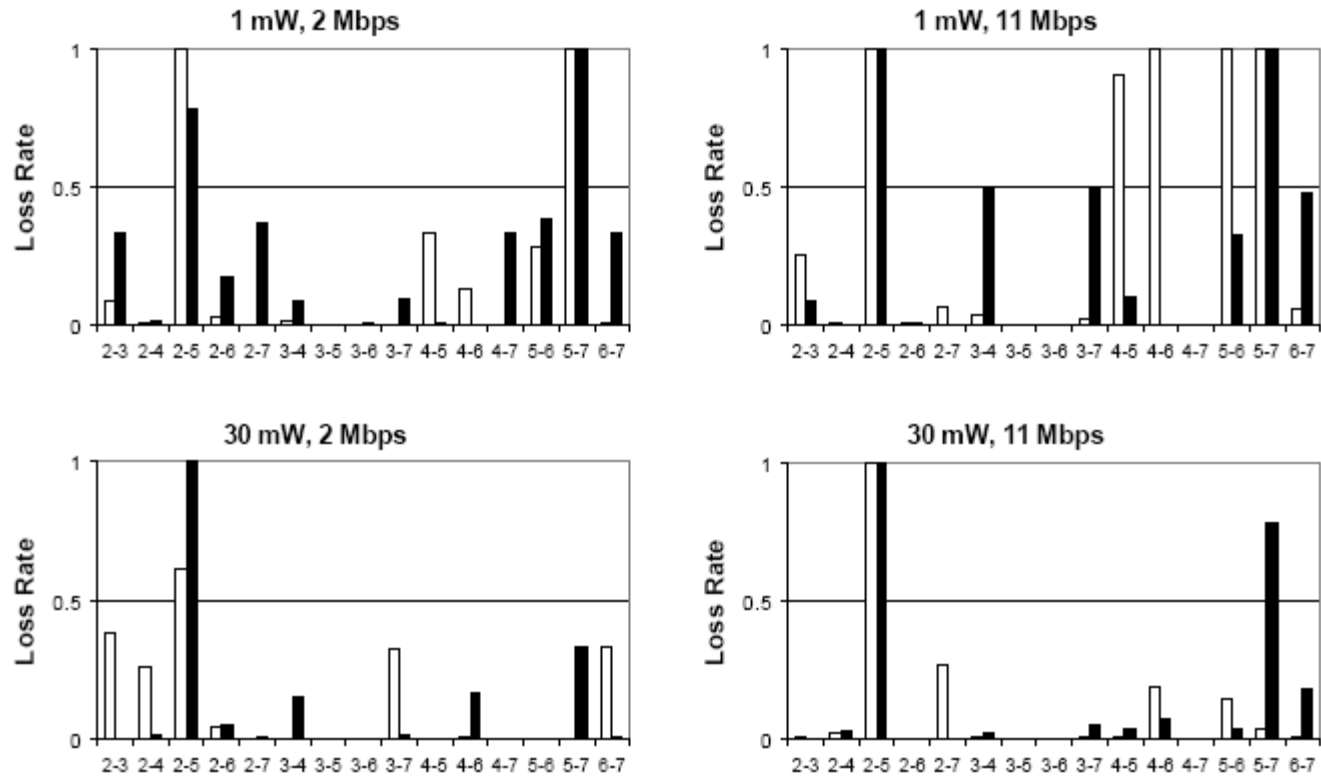 1 mW, 2 Mbps
Loss Rate
1
0.5
0
2-3 2-4 2-5 2-6 2-7 3-4 3-5 3-6 3-7 4-5 4-6 4-7 5-6 5-7 6-7
1 mW, 11 Mbps
Loss Rate
1
0.5
0
2-3 2-4 2-5 2-6 2-7 3-4 3-5 3-6 3-7 4-5 4-6 4-7 5-6 5-7 6-7
30 mW, 2 Mbps
Loss Rate
1
0.5
0
2-3 2-4 2-5 2-6 2-7 3-4 3-5 3-6 3-7 4-5 4-6 4-7 5-6 5-7 6-7
30 mW, 11 Mbps
Loss Rate
1
0.5
0
2-3 2-4 2-5 2-6 2-7 3-4 3-5 3-6 3-7 4-5 4-6 4-7 5-6 5-7 6-7